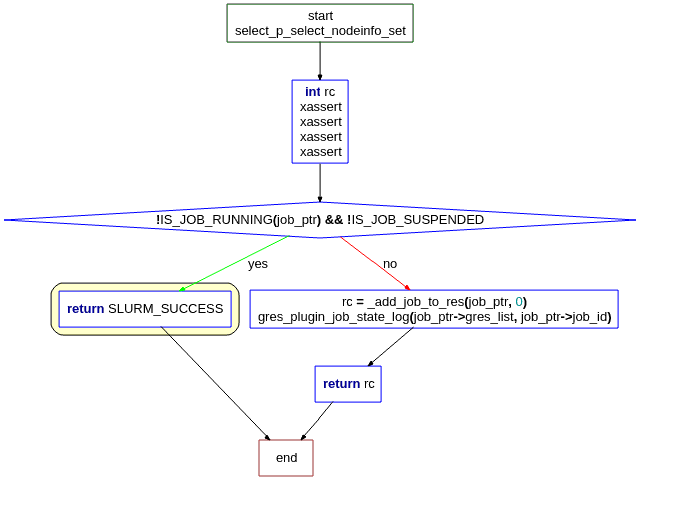 start
select_p_select_nodeinfo_set
int rc
xassert
xassert
xassert
xassert
!IS_JOB_RUNNING(job_ptr) && !IS_JOB_SUSPENDED
yes
no
return SLURM_SUCCESS
rc = _add_job_to_res(job_ptr, 0)
gres_plugin_job_state_log(job_ptr->gres_list, job_ptr->job_id)
return rc
end